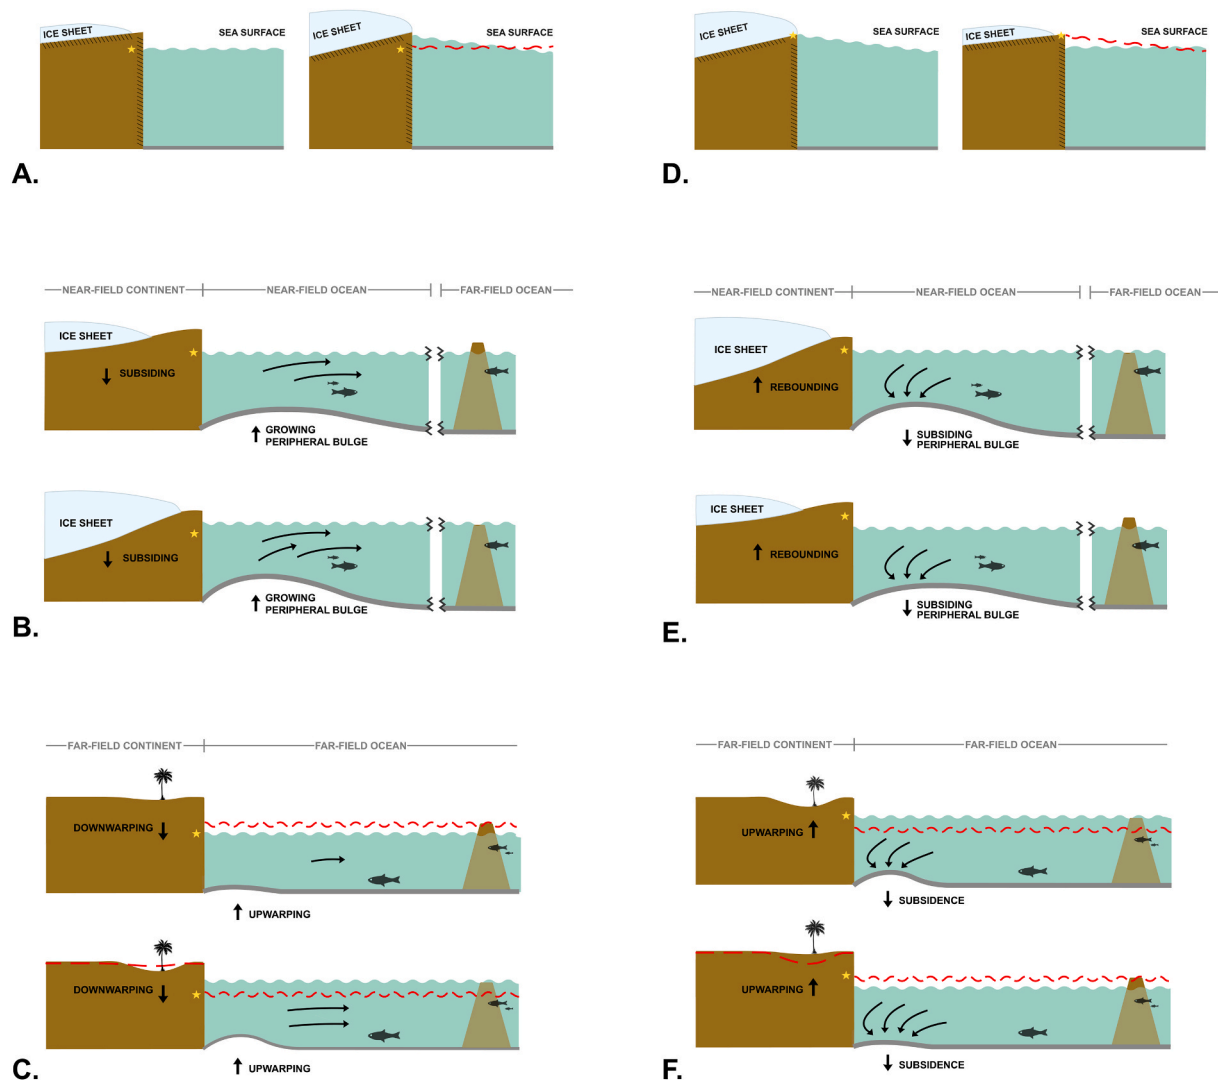 ICE SHEET
SEA SURFACE
ICE SHEET
SEA SURFACE
A.
ICE SHEET
SEA SURFACE
ICE SHEET
SEA SURFACE
D.
NEAR-FIELD CONTINENT
NEAR-FIELD OCEAN
FAR-FIELD OCEAN
ICE SHEET
SUBSIDING
GROWING
PERIPHERAL BULGE
ICE SHEET
SUBSIDING
GROWING
PERIPHERAL BULGE
B.
NEAR-FIELD CONTINENT
NEAR-FIELD OCEAN
FAR-FIELD OCEAN
ICE SHEET
REBOUNDING
SUBSIDING
PERIPHERAL BULGE
ICE SHEET
REBOUNDING
SUBSIDING
PERIPHERAL BULGE
E.
FAR-FIELD CONTINENT
FAR-FIELD OCEAN
DOWNWARPING
UPWARPING
DOWNWARPING
UPWARPING
C.
FAR-FIELD CONTINENT
FAR-FIELD OCEAN
UPWARPING
SUBSIDENCE
UPWARPING
SUBSIDENCE
F.